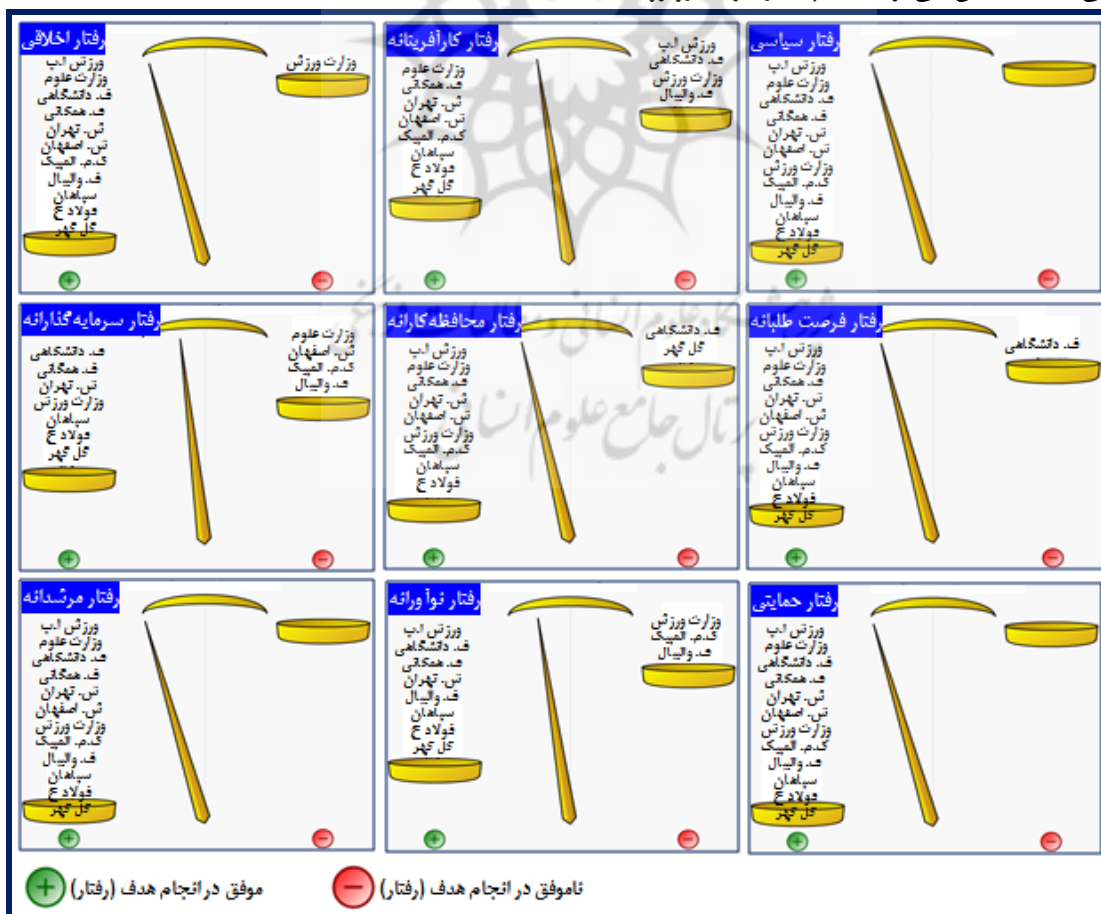 رفتار سیاسی
ورزش ا.پ
وزارت علوم
ف. دانشگاهی
ف. همگانی
ش. تهران
ش. اصفهان
وزارت ورزش
ک.م. المپیک
ف. والیبال
سپاهان
فولاد ع
گل گهر
رفتار کارآفرینانه
وزارت علوم
ف. همگانی
ش. تهران
ش. اصفهان
ک.م. المپیک
سپاهان
فولاد ع
گل گهر
ورزش ا.پ
ف. دانشگاهی
وزارت ورزش
ف. والیبال
رفتار اخلاقی
ورزش ا.پ
وزارت علوم
ف. دانشگاهی
ف. همگانی
ش. تهران
ش. اصفهان
ک.م. المپیک
ف. والیبال
سپاهان
فولاد ع
گل گهر
وزارت ورزش
رفتار فرصت طلبانه
ورزش ا.پ
وزارت علوم
ف. همگانی
ش. تهران
ش. اصفهان
وزارت ورزش
ک.م. المپیک
ف. والیبال
سپاهان
فولاد ع
گل گهر
ف. دانشگاهی
رفتار محافظه‌کارانه
ورزش ا.پ
وزارت علوم
ف. همگانی
ش. تهران
ش. اصفهان
وزارت ورزش
ک.م. المپیک
سپاهان
فولاد ع
ف. دانشگاهی
گل گهر
رفتار سرمایه گذارانه
ف. دانشگاهی
ف. همگانی
ش. تهران
وزارت ورزش
سپاهان
فولاد ع
گل گهر
وزارت علوم
ش. اصفهان
ک.م. المپیک
ف. والیبال
رفتار حمایتی
ورزش ا.پ
وزارت علوم
ف. دانشگاهی
ف. همگانی
ش. تهران
ش. اصفهان
وزارت ورزش
ک.م. المپیک
ف. والیبال
سپاهان
فولاد ع
گل گهر
رفتار نوآورانه
ورزش ا.پ
وزارت علوم
ف. دانشگاهی
ف. همگانی
ش. تهران
ف. والیبال
سپاهان
فولاد ع
گل گهر
وزارت ورزش
ک.م. المپیک
ف. والیبال
رفتار مرشدانه
ورزش ا.پ
وزارت علوم
ف. دانشگاهی
ف. همگانی
ش. تهران
ش. اصفهان
وزارت ورزش
ک.م. المپیک
ف. والیبال
سپاهان
فولاد ع
گل گهر
پرتال جامع علوم انسانی
ناموفق در انجام هدف (رفتار)
موفق در انجام هدف (رفتار)